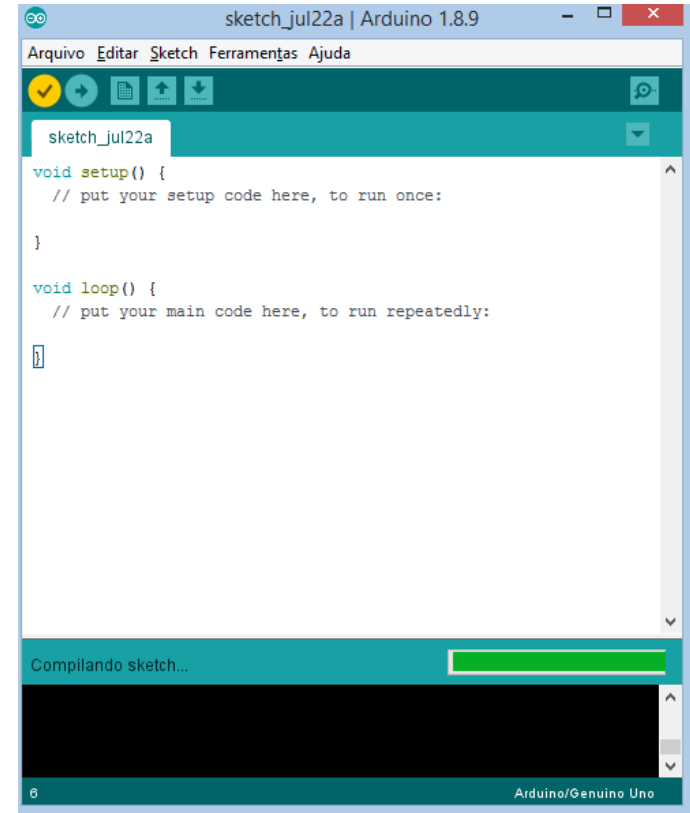 sketch_jul22a | Arduino 1.8.9
Arquivo Editar Sketch Ferramentas Ajuda
sketch_jul22a
void setup() {
  // put your setup code here, to run once:
}
void loop() {
  // put your main code here, to run repeatedly:
}
Compilando sketch...
6 Arduino/Genuino Uno